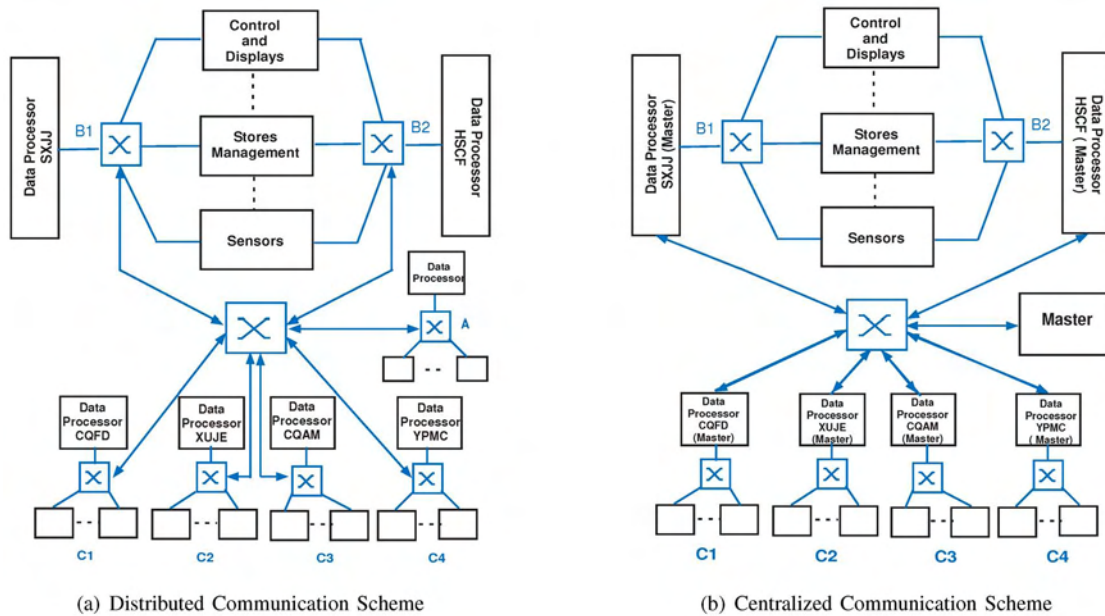 Control
and
Displays
Data Processor
SXJJ
B1
Stores
Management
B2
Data Processor
HSCF
Sensors
Data
Processor
A
Data
Processor
CQFD
Data
Processor
XUJE
Data
Processor
CQAM
Data
Processor
YPMC
C1
C2
C3
C4
(a) Distributed Communication Scheme
Control
and
Displays
Data Processor
SXJJ (Master)
B1
Stores
Management
B2
Data Processor
HSCF ( Master)
Sensors
Master
Data
Processor
CQFD
(Master)
Data
Processor
XUJE
(Master)
Data
Processor
CQAM
(Master)
Data
Processor
YPMC
( Master)
C1
C2
C3
C4
(b) Centralized Communication Scheme